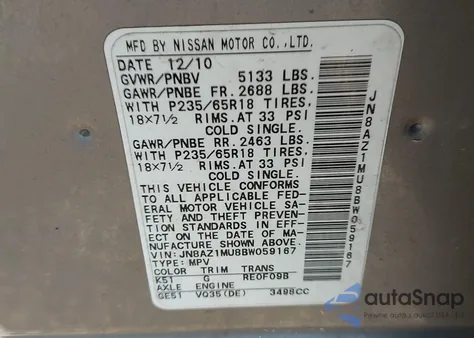 MFD BY NISSAN MOTOR CO.,LTD.
DATE 12/10
GVWR/PNBV 5133 LBS.
GAWR/PNBE FR. 2688 LBS.
WITH P235/65R18 TIRES,
18X7½ RIMS.AT 33 PSI
COLD SINGLE.
GAWR/PNBE RR. 2463 LBS.
WITH P235/65R18 TIRES,
18X7½ RIMS.AT 33 PSI
COLD SINGLE.
THIS VEHICLE CONFORMS
TO ALL APPLICABLE FED-
ERAL MOTOR VEHICLE SA-
FETY AND THEFT PREVENT-
ION STANDARDS IN EFFECT
ON THE DATE OF MA-
NUFACTURE SHOWN ABOVE.
VIN:JN8AZ1MU8BW059167
TYPE: MPV
COLOR TRIM TRANS
K51 G RE0F09B
AXLE ENGINE
GE51 VQ35(DE) 3498CC
JN8AZ1MU8BW059167
autoSnap